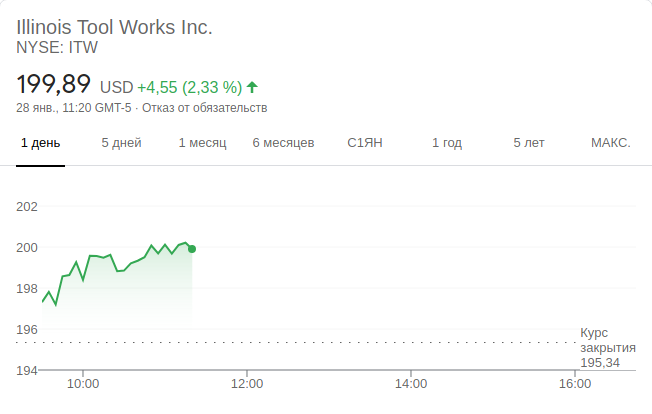 Illinois Tool Works Inc.
NYSE: ITW
199,89 USD +4,55 (2,33 %)
28 янв., 11:20 GMT-5 · Отказ от обязательств
1 день 5 дней 1 месяц 6 месяцев С1ЯН 1 год 5 лет МАКС.
202
200
198
196
Курс
закрытия
195,34
194
10:00 12:00 14:00 16:00